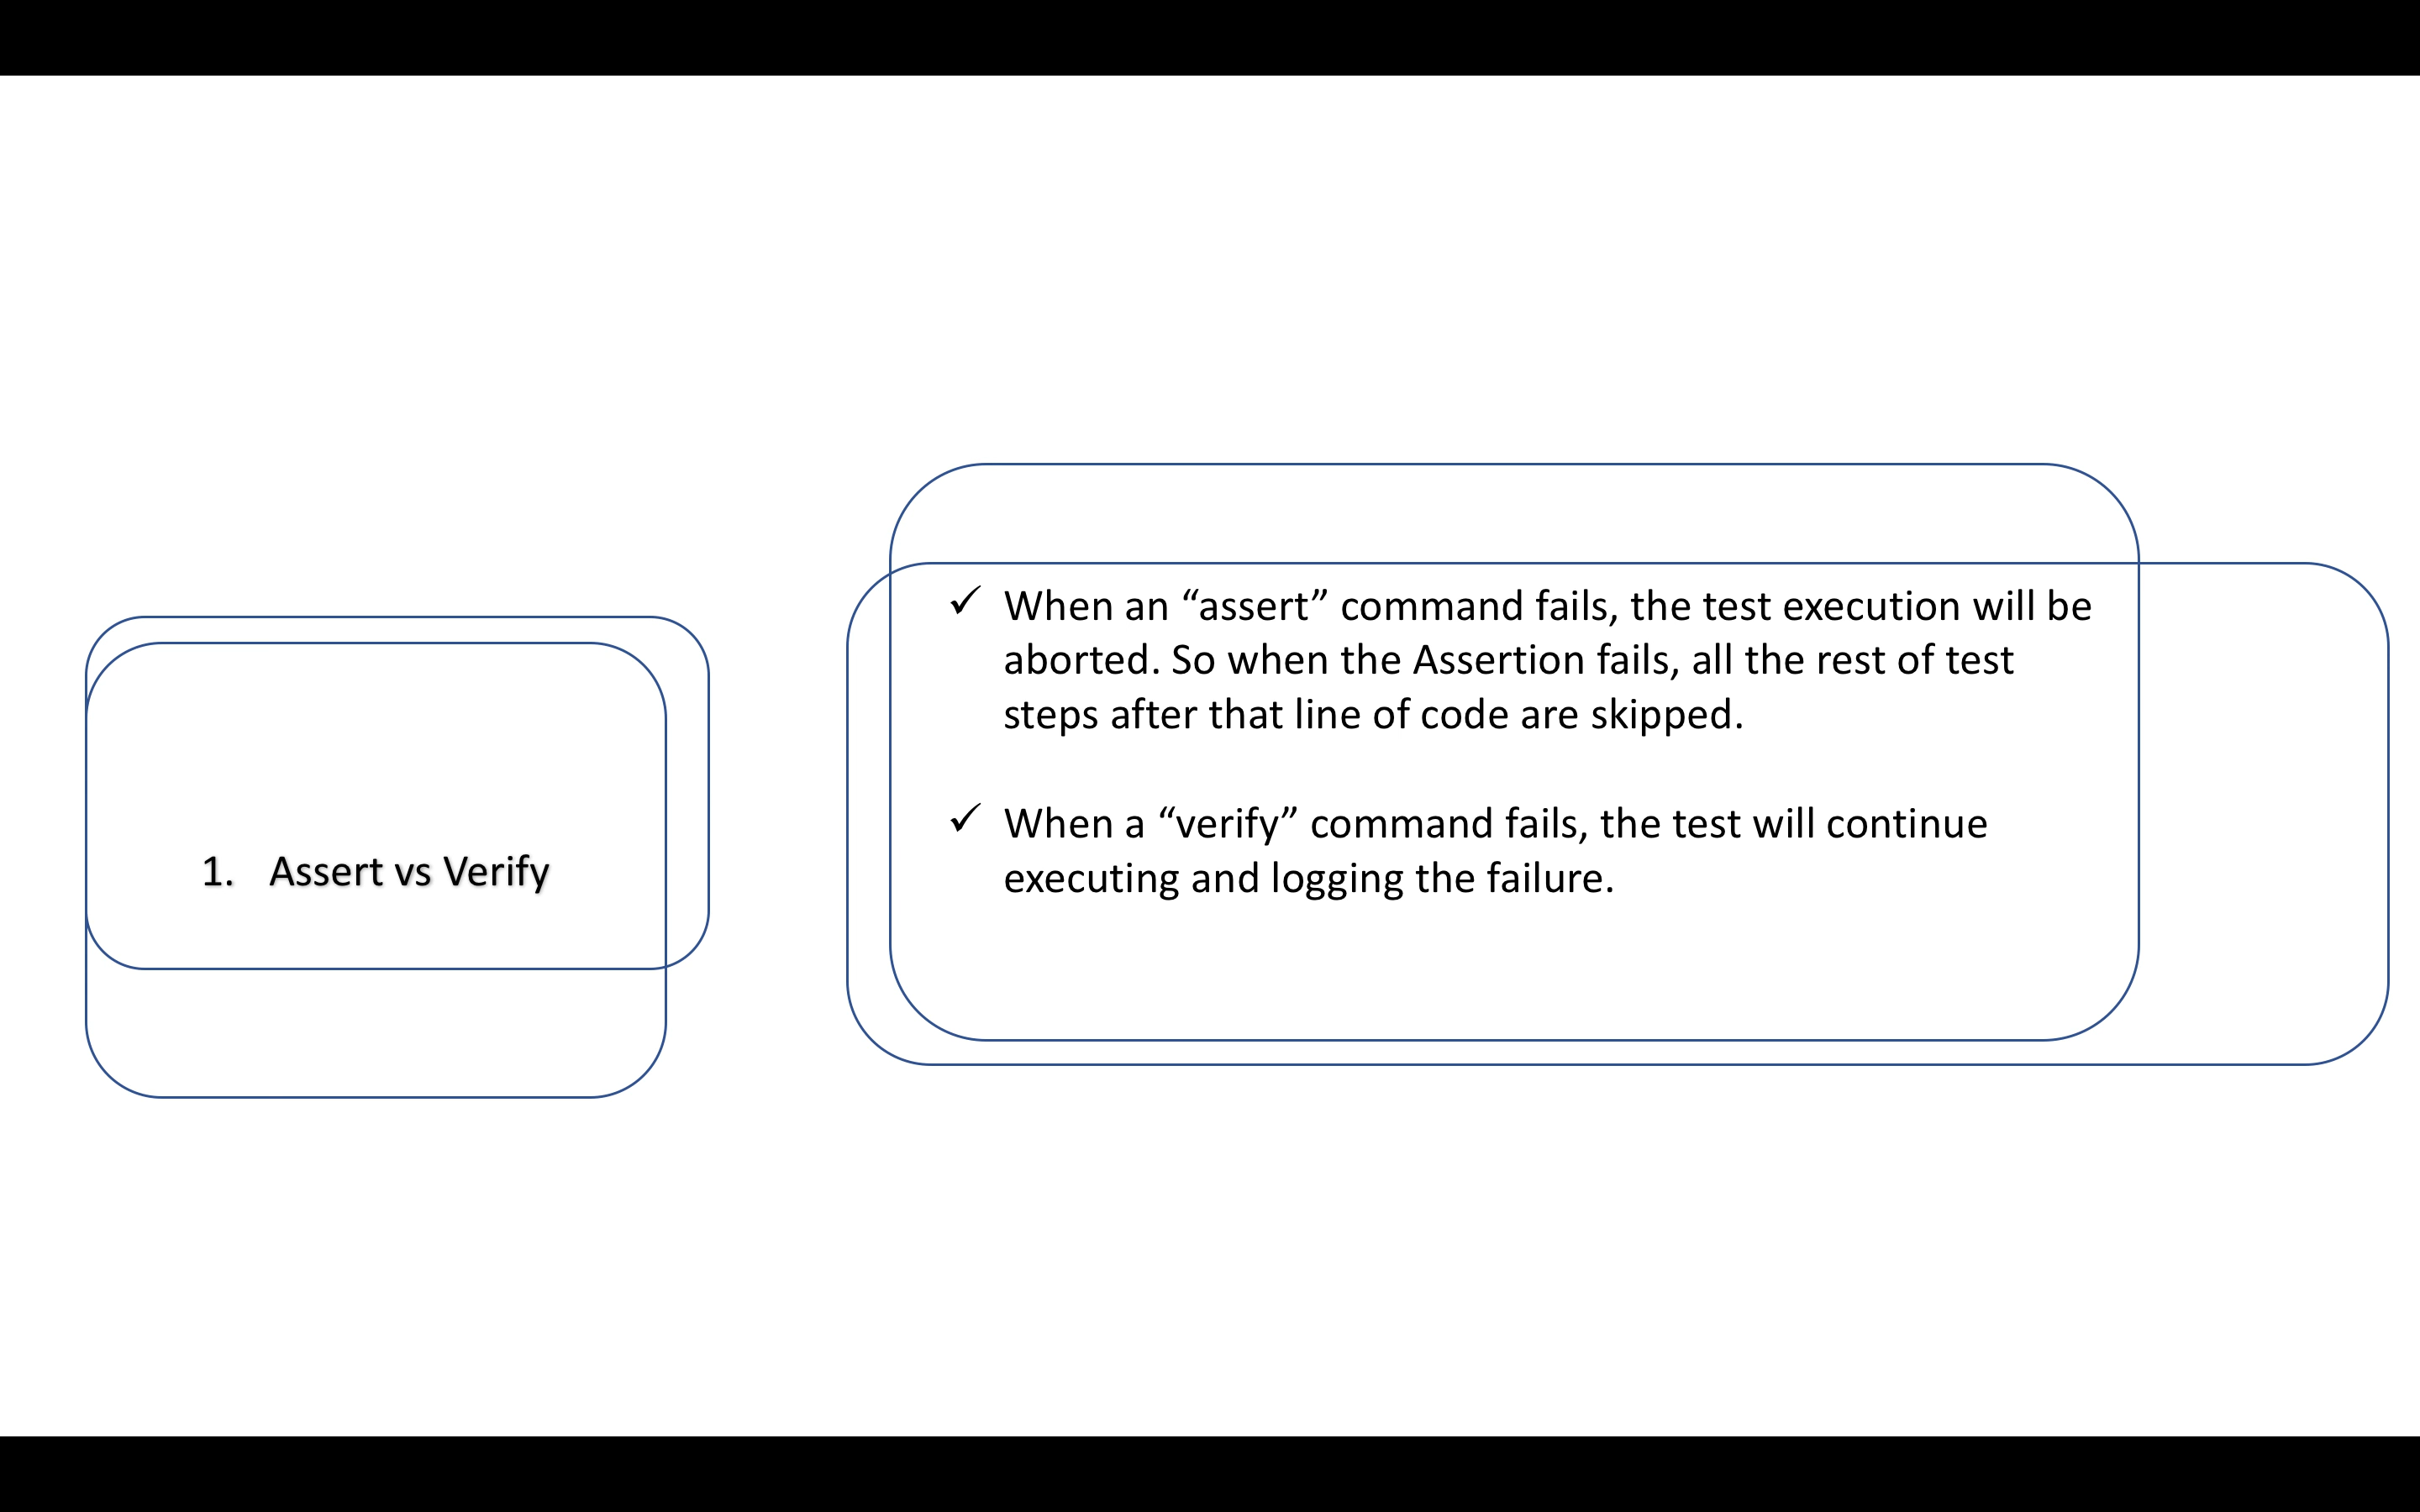 1. Assert vs Verify
✓ When an “assert” command fails, the test execution will be
aborted. So when the Assertion fails, all the rest of test
steps after that line of code are skipped.
✓ When a “verify” command fails, the test will continue
executing and logging the failure.